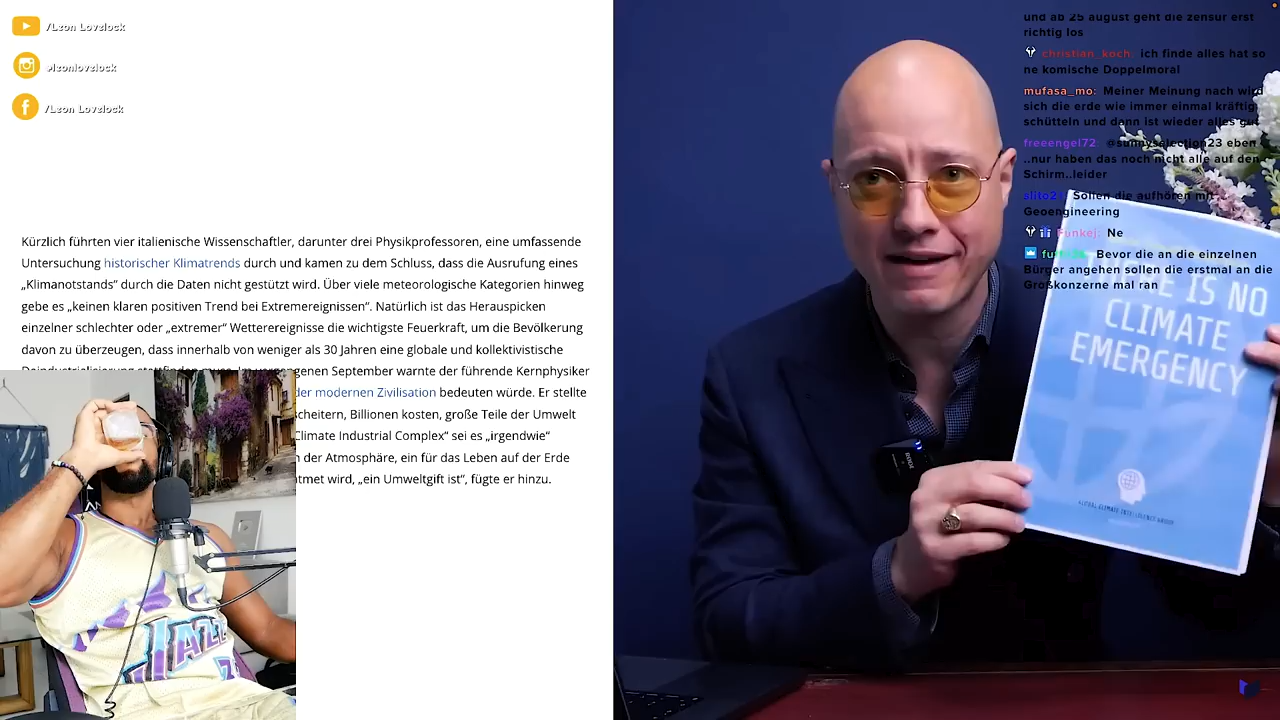 /Leon Lovelock
/leonlovelock
/Leon Lovelock
Kürzlich führten vier italienische Wissenschaftler, darunter drei Physikprofessoren, eine umfassende
Untersuchung historischer Klimatrends durch und kamen zu dem Schluss, dass die Ausrufung eines
„Klimanotstands“ durch die Daten nicht gestützt wird. Über viele meteorologische Kategorien hinweg
gebe es „keinen klaren positiven Trend bei Extremereignissen“. Natürlich ist das Herauspicken
einzelner schlechter oder „extremer“ Wetterereignisse die wichtigste Feuerkraft, um die Bevölkerung
davon zu überzeugen, dass innerhalb von weniger als 30 Jahren eine globale und kollektivistische
September warnte der führende Kernphysiker
der modernen Zivilisation bedeuten würde. Er stellte
scheitern, Billionen kosten, große Teile der Umwelt
Climate Industrial Complex“ sei es „irgendwie“
der Atmosphäre, ein für das Leben auf der Erde
wird, „ein Umweltgift ist“, fügte er hinzu.
und ab 25 august geht die zensur erst
richtig los
christian_koch: ich finde alles hat so
ne komische Doppelmoral
mufasa_mo: Meiner Meinung nach wird
sich die erde wie immer einmal kräftig
schütteln und dann ist wieder alles gut
freeengel72: @sunnyselection23 eben
..nur haben das noch nicht alle auf den
Schirm..leider
Sollen die aufhören mit
Geoengineering
Funkej: Ne
Bevor die an die einzelnen
Bürger angehen sollen die erstmal an die
Großkonzerne mal ran
THERE IS NO
CLIMATE
EMERGENCY
GLOBAL CLIMATE INTELLIGENCE GROUP
JAZZ